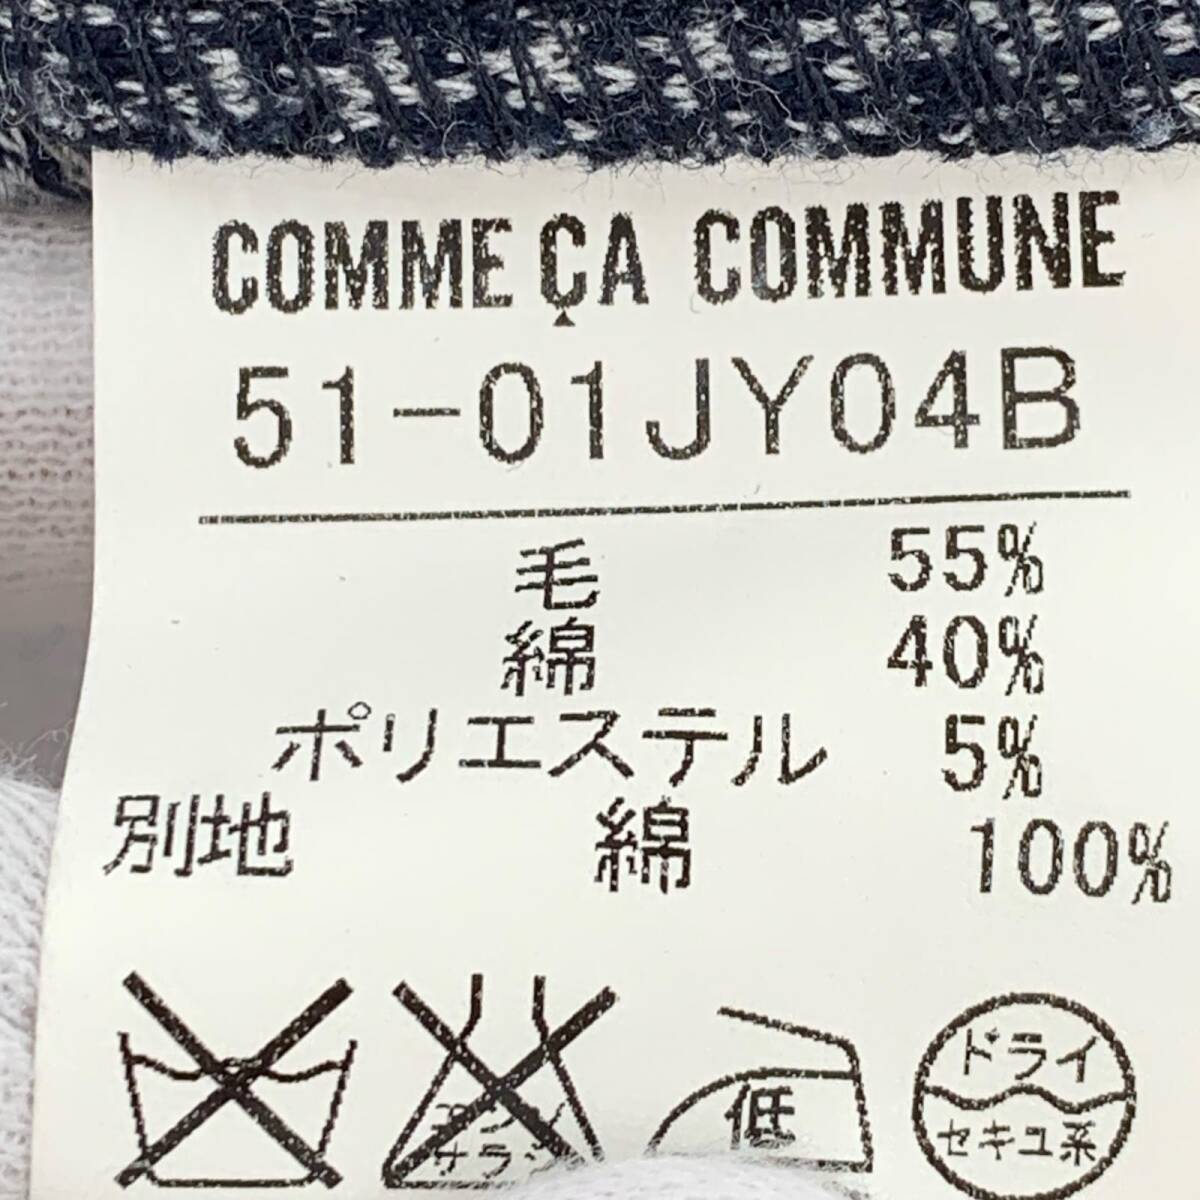 COMME ÇA COMMUNE
51-01JY04B
毛 55%
綿 40%
ポリエステル 5%
別地 綿 100%
低
ドライ
セキユ系